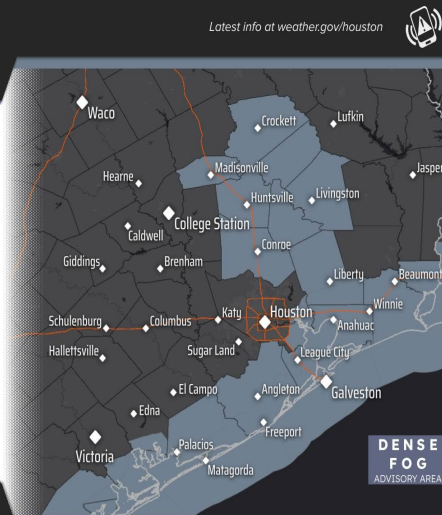 Latest info at weather.gov/houston
Waco
Crockett
Lufkin
Jasper
Madisonville
Hearne
Huntsville
Livingston
College Station
Caldwell
Conroe
Giddings
Brenham
Liberty
Beaumont
Katy
Houston
Winnie
Schulenburg
Columbus
Anahuac
Sugar Land
Hallettsville
League City
El Campo
Angleton
Galveston
Edna
Freeport
Victoria
Palacios
Matagorda
DENSE
FOG
ADVISORY AREA